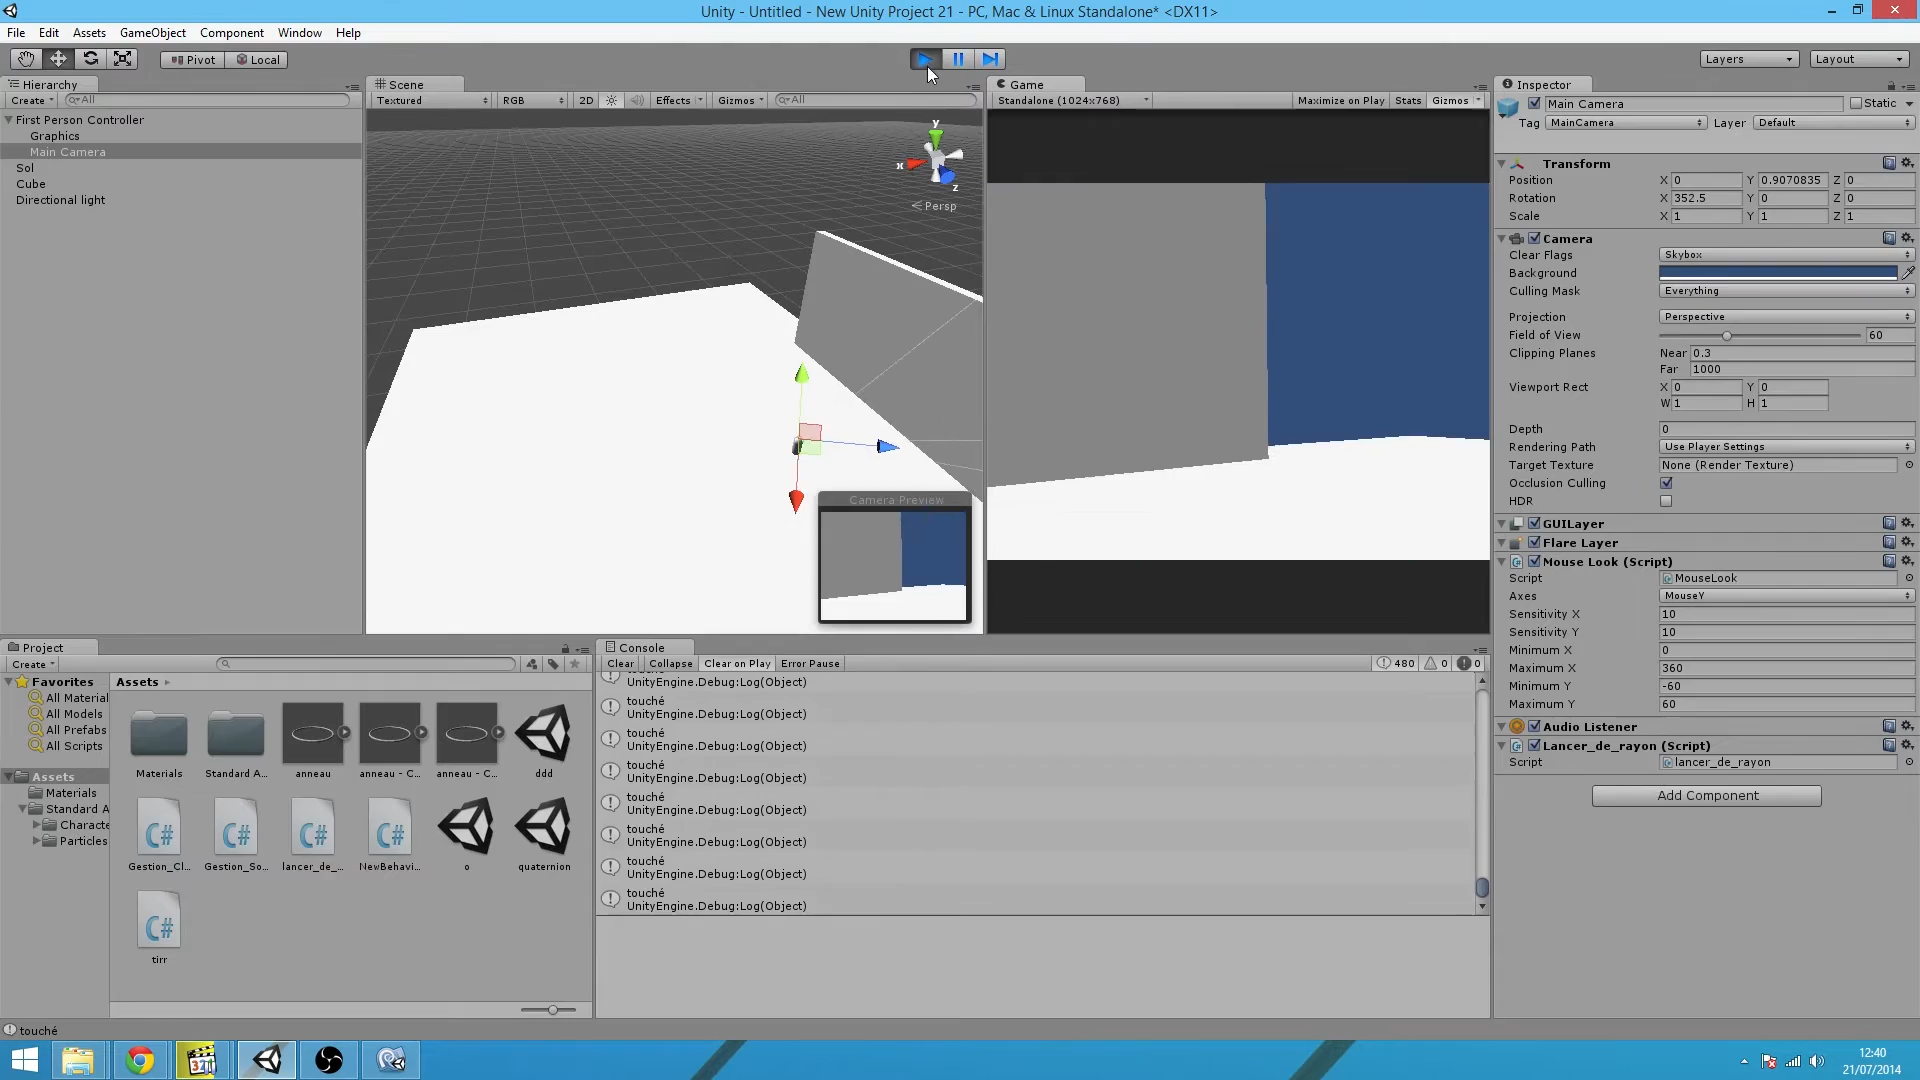 Unity - Untitled - New Unity Project 21 - PC, Mac & Linux Standalone* <DX11>
File Edit Assets GameObject Component Window Help
Pivot Local
Layers Layout
Hierarchy
Create All
First Person Controller
Graphics
Main Camera
Sol
Cube
Directional light
Scene
Textured RGB 2D Effects Gizmos All
y
x
z
Persp
Camera Preview
Game
Standalone (1024x768) Maximize on Play Stats Gizmos
Inspector
Main Camera Static
Tag MainCamera Layer Default
Transform
Position X 0 Y 0.9070835 Z 0
Rotation X 352.5 Y 0 Z 0
Scale X 1 Y 1 Z 1
Camera
Clear Flags Skybox
Background
Culling Mask Everything
Projection Perspective
Field of View 60
Clipping Planes Near 0.3
Far 1000
Viewport Rect X 0 Y 0
W 1 H 1
Depth 0
Rendering Path Use Player Settings
Target Texture None (Render Texture)
Occlusion Culling
HDR
GUILayer
Flare Layer
Mouse Look (Script)
Script MouseLook
Axes MouseY
Sensitivity X 10
Sensitivity Y 10
Minimum X 0
Maximum X 360
Minimum Y -60
Maximum Y 60
Audio Listener
Lancer_de_rayon (Script)
Script lancer_de_rayon
Add Component
Project
Create
Favorites
All Material
All Models
All Prefabs
All Scripts
Assets
Materials
Standard A
Characte
Particles
Assets
Materials Standard A... anneau anneau - C... anneau - C... ddd
C# C# C# C#
Gestion_Cl... Gestion_So... lancer_de_... NewBehavi... o quaternion
C#
tirr
Console
Clear Collapse Clear on Play Error Pause 480 0 0
UnityEngine.Debug:Log(Object)
touché
UnityEngine.Debug:Log(Object)
touché
UnityEngine.Debug:Log(Object)
touché
UnityEngine.Debug:Log(Object)
touché
UnityEngine.Debug:Log(Object)
touché
UnityEngine.Debug:Log(Object)
touché
UnityEngine.Debug:Log(Object)
touché
UnityEngine.Debug:Log(Object)
touché
321
12:40
21/07/2014